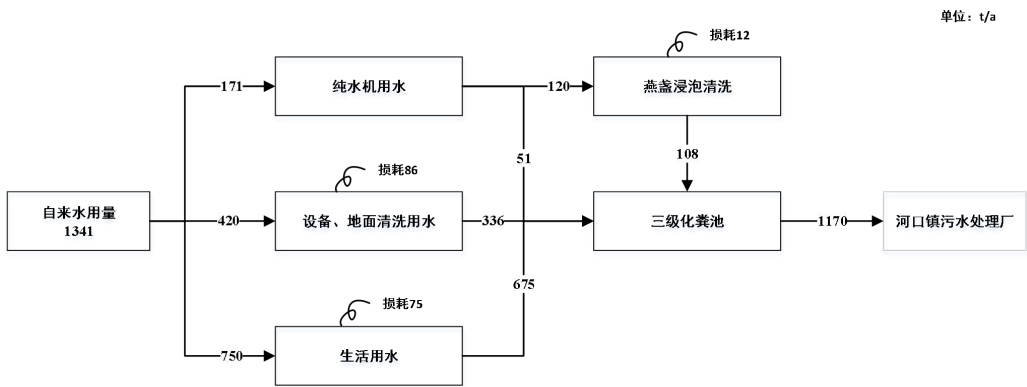 单位：t/a
损耗12
171
纯水机用水
120
燕盏浸泡清洗
51
108
损耗86
自来水用量
1341
420
设备、地面清洗用水
336
三级化粪池
1170
河口镇污水处理厂
675
损耗75
750
生活用水